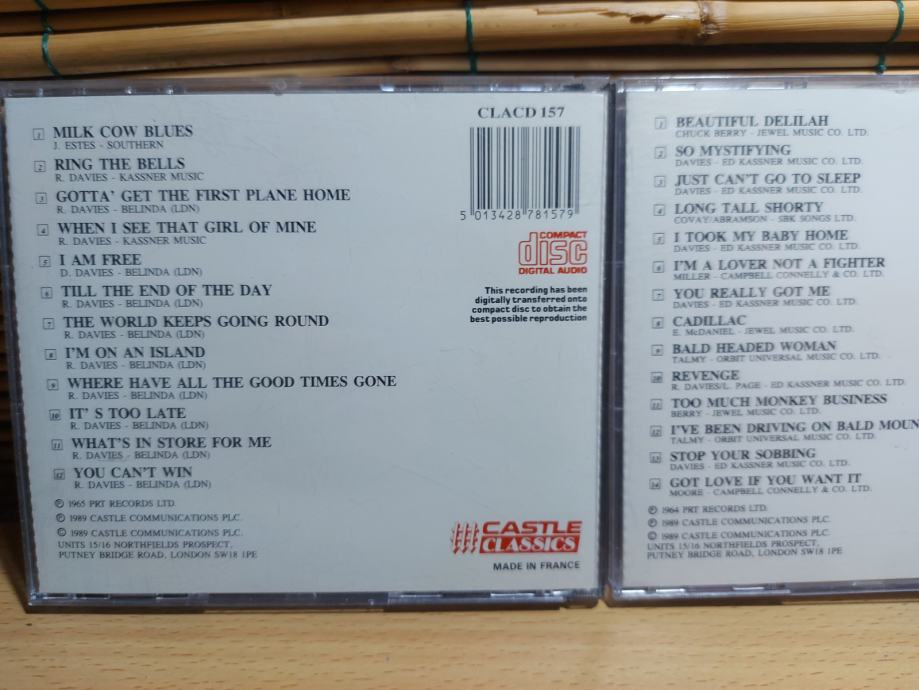 1 MILK COW BLUES
J. ESTES - SOUTHERN
2 RING THE BELLS
R. DAVIES - KASSNER MUSIC
3 GOTTA' GET THE FIRST PLANE HOME
R. DAVIES - BELINDA (LDN)
4 WHEN I SEE THAT GIRL OF MINE
R. DAVIES - KASSNER MUSIC
5 I AM FREE
D. DAVIES - BELINDA (LDN)
6 TILL THE END OF THE DAY
R. DAVIES - BELINDA (LDN)
7 THE WORLD KEEPS GOING ROUND
R. DAVIES - BELINDA (LDN)
8 I'M ON AN ISLAND
R. DAVIES - BELINDA (LDN)
9 WHERE HAVE ALL THE GOOD TIMES GONE
R. DAVIES - BELINDA (LDN)
10 IT' S TOO LATE
R. DAVIES - BELINDA (LDN)
11 WHAT'S IN STORE FOR ME
R. DAVIES - BELINDA (LDN)
12 YOU CAN'T WIN
R. DAVIES - BELINDA (LDN)
℗ 1965 PRT RECORDS LTD.
℗ 1989 CASTLE COMMUNICATIONS PLC.
© 1989 CASTLE COMMUNICATIONS PLC.
UNITS 15/16 NORTHFIELDS PROSPECT,
PUTNEY BRIDGE ROAD, LONDON SW18 1PE
CLACD 157
5 013428 781579
COMPACT
disc
DIGITAL AUDIO
This recording has been
digitally transferred onto
compact disc to obtain the
best possible reproduction
CASTLE
CLASSICS
MADE IN FRANCE
1 BEAUTIFUL DELILAH
CHUCK BERRY - JEWEL MUSIC CO. LTD.
2 SO MYSTIFYING
DAVIES - ED KASSNER MUSIC CO. LTD.
3 JUST CAN'T GO TO SLEEP
DAVIES - ED KASSNER MUSIC CO. LTD.
4 LONG TALL SHORTY
COVAY/ABRAMSON - SBK SONGS LTD.
5 I TOOK MY BABY HOME
DAVIES - ED KASSNER MUSIC CO. LTD.
6 I'M A LOVER NOT A FIGHTER
MILLER - CAMPBELL CONNELLY & CO. LTD.
7 YOU REALLY GOT ME
DAVIES - ED KASSNER MUSIC CO. LTD.
8 CADILLAC
E. McDANIEL - JEWEL MUSIC CO. LTD.
9 BALD HEADED WOMAN
TALMY - ORBIT UNIVERSAL MUSIC CO. LTD.
10 REVENGE
R. DAVIES/L. PAGE - ED KASSNER MUSIC CO. LTD.
11 TOO MUCH MONKEY BUSINESS
BERRY - JEWEL MUSIC CO. LTD.
12 I'VE BEEN DRIVING ON BALD MOUN
TALMY - ORBIT UNIVERSAL MUSIC CO. LTD.
13 STOP YOUR SOBBING
DAVIES - ED KASSNER MUSIC CO. LTD.
14 GOT LOVE IF YOU WANT IT
MOORE - CAMPBELL CONNELLY & CO. LTD.
℗ 1964 PRT RECORDS LTD.
℗ 1989 CASTLE COMMUNICATIONS PLC.
© 1989 CASTLE COMMUNICATIONS PLC.
UNITS 15/16 NORTHFIELDS PROSPECT,
PUTNEY BRIDGE ROAD, LONDON SW18 1PE